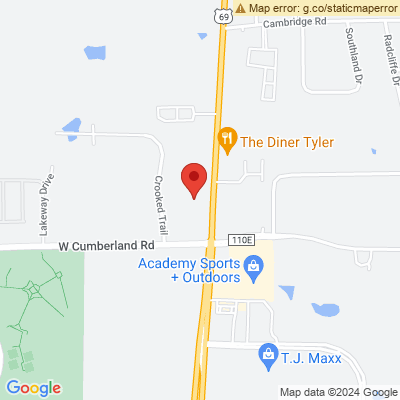 Map error: g.co/staticmaperror
69
Cambridge Rd
Southland Dr
Radcliffe Dr
The Diner Tyler
Lakeway Drive
Crooked Trail
W Cumberland Rd
110E
Academy Sports
+ Outdoors
T.J. Maxx
Google
Map data ©2024 Google